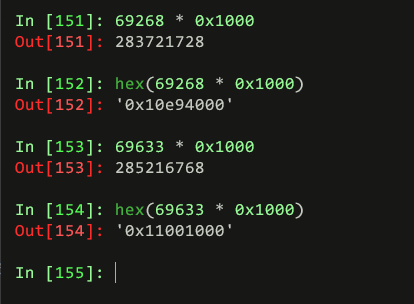 In [151]: 69268 * 0x1000
Out[151]: 283721728
In [152]: hex(69268 * 0x1000)
Out[152]: '0x10e94000'
In [153]: 69633 * 0x1000
Out[153]: 285216768
In [154]: hex(69633 * 0x1000)
Out[154]: '0x11001000'
In [155]: